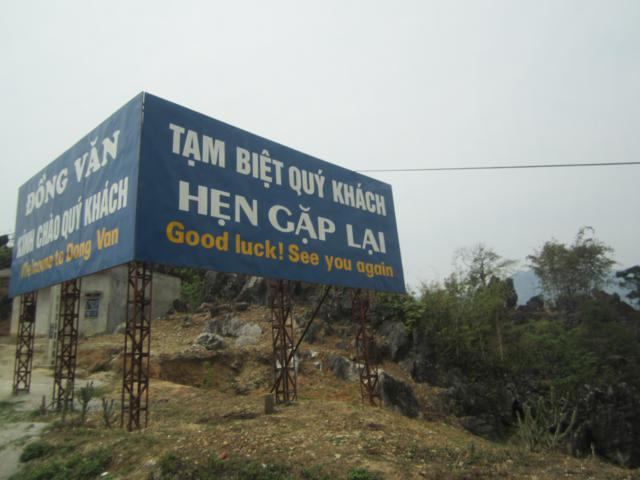 ĐỒNG VĂN
KÍNH CHÀO QUÝ KHÁCH
Welcome to Dong Van
TẠM BIỆT QUÝ KHÁCH
HẸN GẶP LẠI
Good luck! See you again